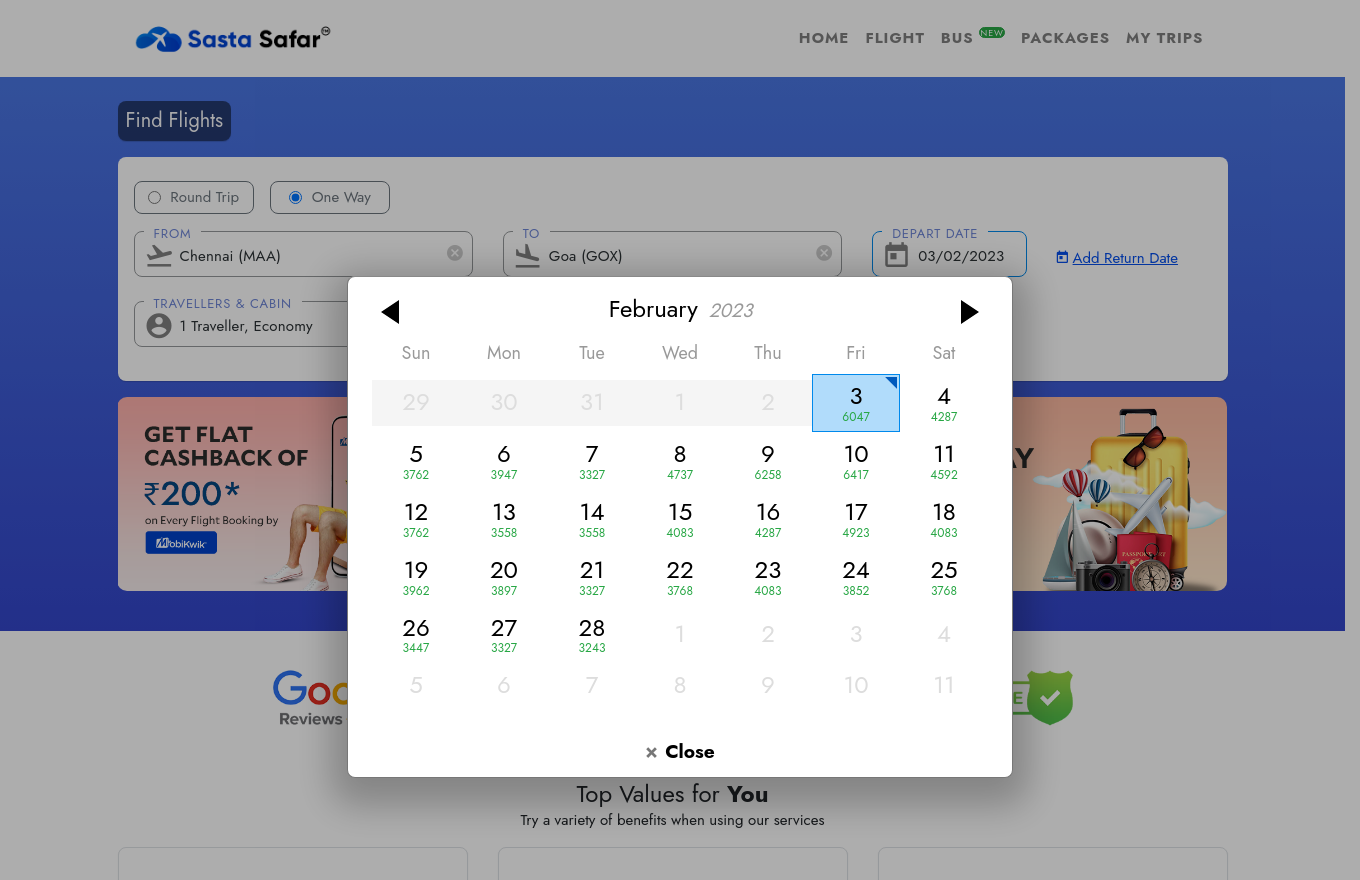 Sasta Safar TM
HOME FLIGHT BUS NEW PACKAGES MY TRIPS
Find Flights
Round Trip One Way
FROM TO DEPART DATE
Chennai (MAA) Goa (GOX) 03/02/2023 Add Return Date
TRAVELLERS & CABIN
1 Traveller, Economy
February 2023
Sun Mon Tue Wed Thu Fri Sat
29 30 31 1 2 3 4
6047 4287
5 6 7 8 9 10 11
3762 3947 3327 4737 6258 6417 4592
12 13 14 15 16 17 18
3762 3558 3558 4083 4287 4923 4083
19 20 21 22 23 24 25
3962 3897 3327 3768 4083 3852 3768
26 27 28 1 2 3 4
3447 3327 3243
5 6 7 8 9 10 11
× Close
GET FLAT
CASHBACK OF
₹200*
on Every Flight Booking by
MobiKwik
AY
PASSPORT
Goo
Reviews
E
Top Values for You
Try a variety of benefits when using our services